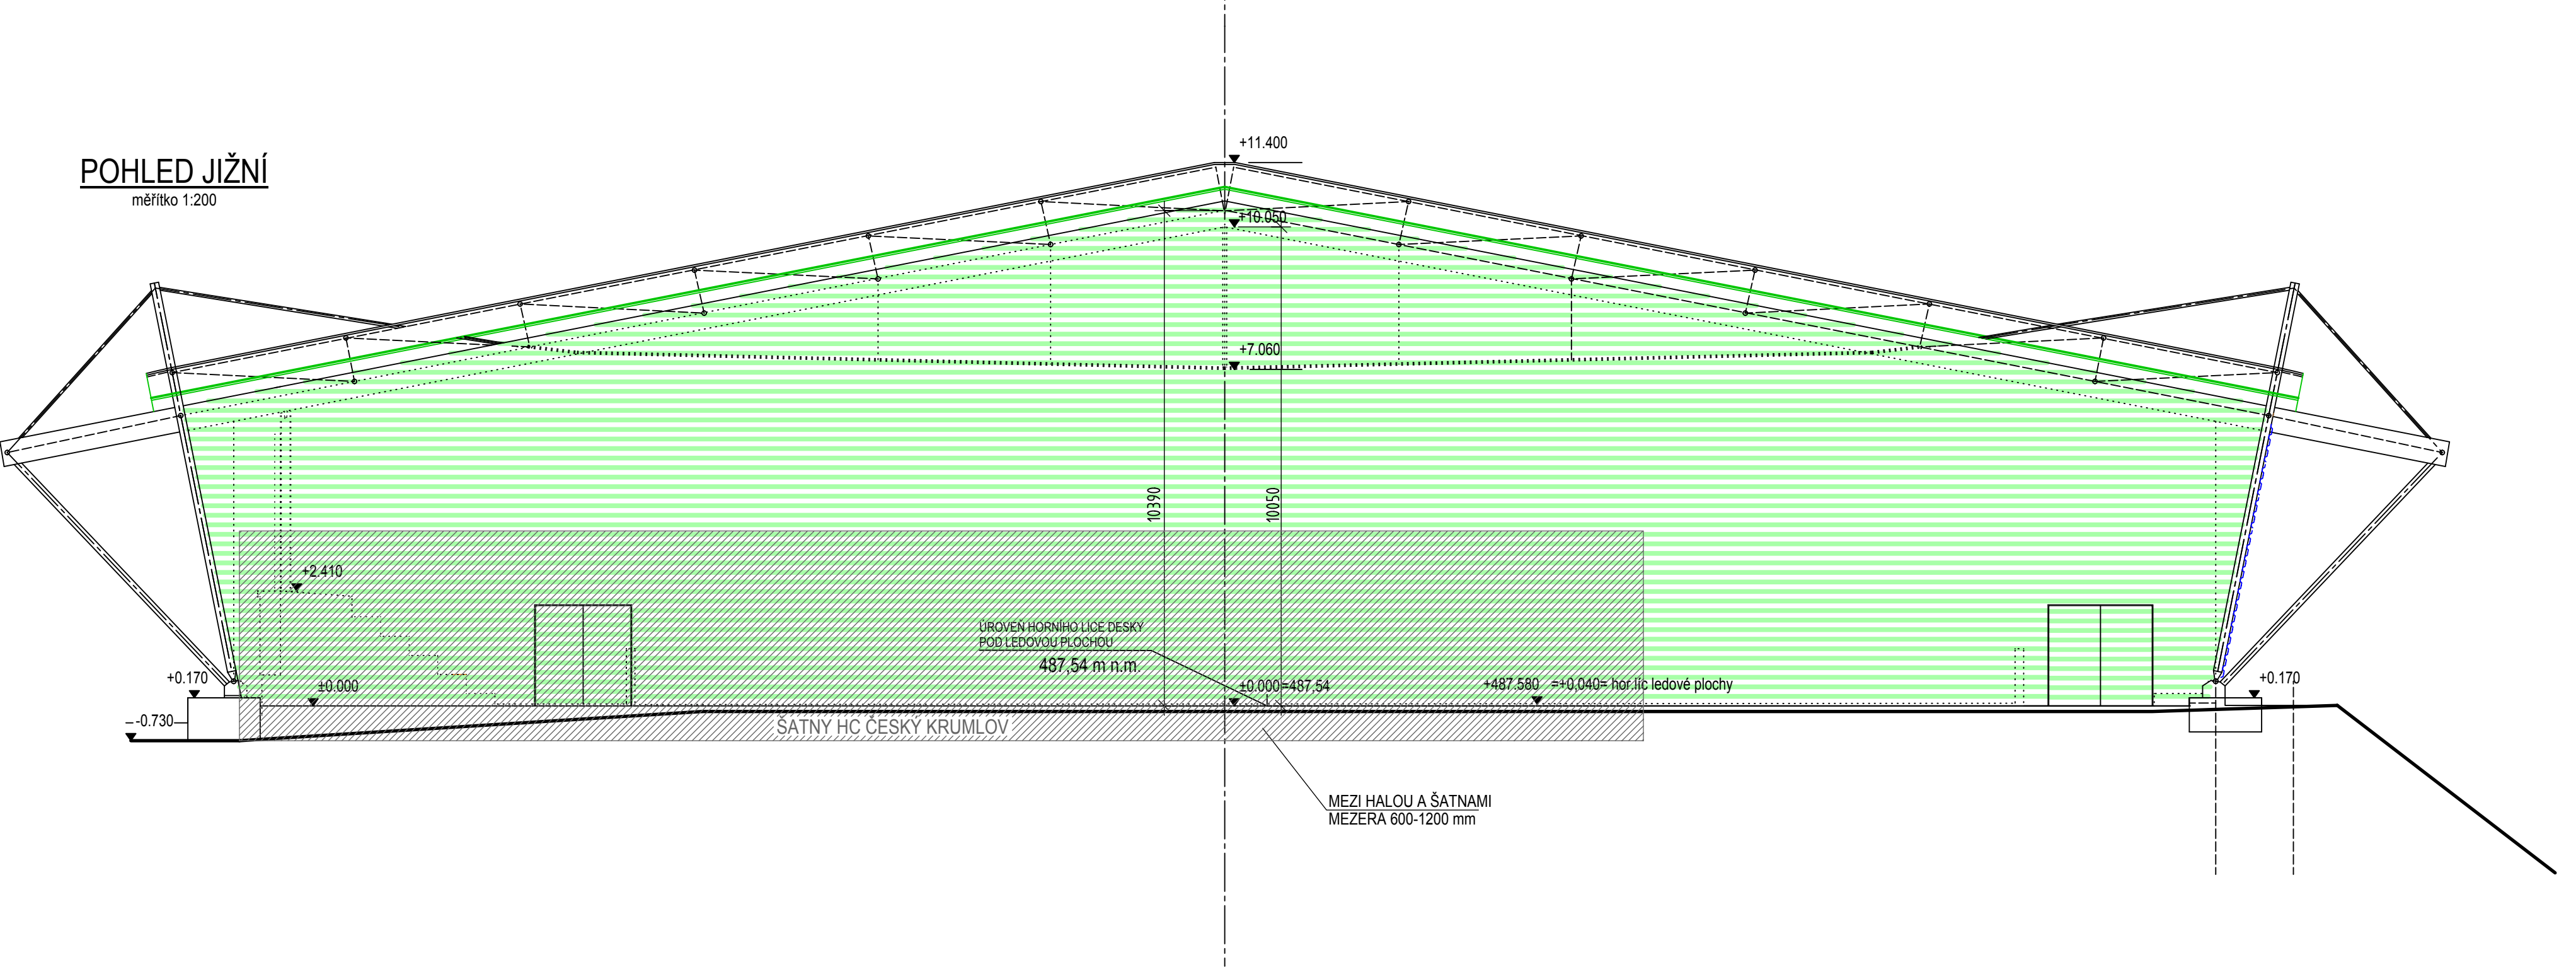 POHLED JIŽNÍ
měřítko 1:200
+11.400
+10.050
+7.060
10390
10050
+2.410
ÚROVEŇ HORNÍHO LÍCE DESKY
POD LEDOVOU PLOCHOU
487,54 m n.m.
+0.170
±0.000
±0.000=487,54
+487.580 =+0,040= hor.líc ledové plochy
+0.170
-0.730
ŠATNY HC ČESKÝ KRUMLOV
MEZI HALOU A ŠATNAMI
MEZERA 600-1200 mm